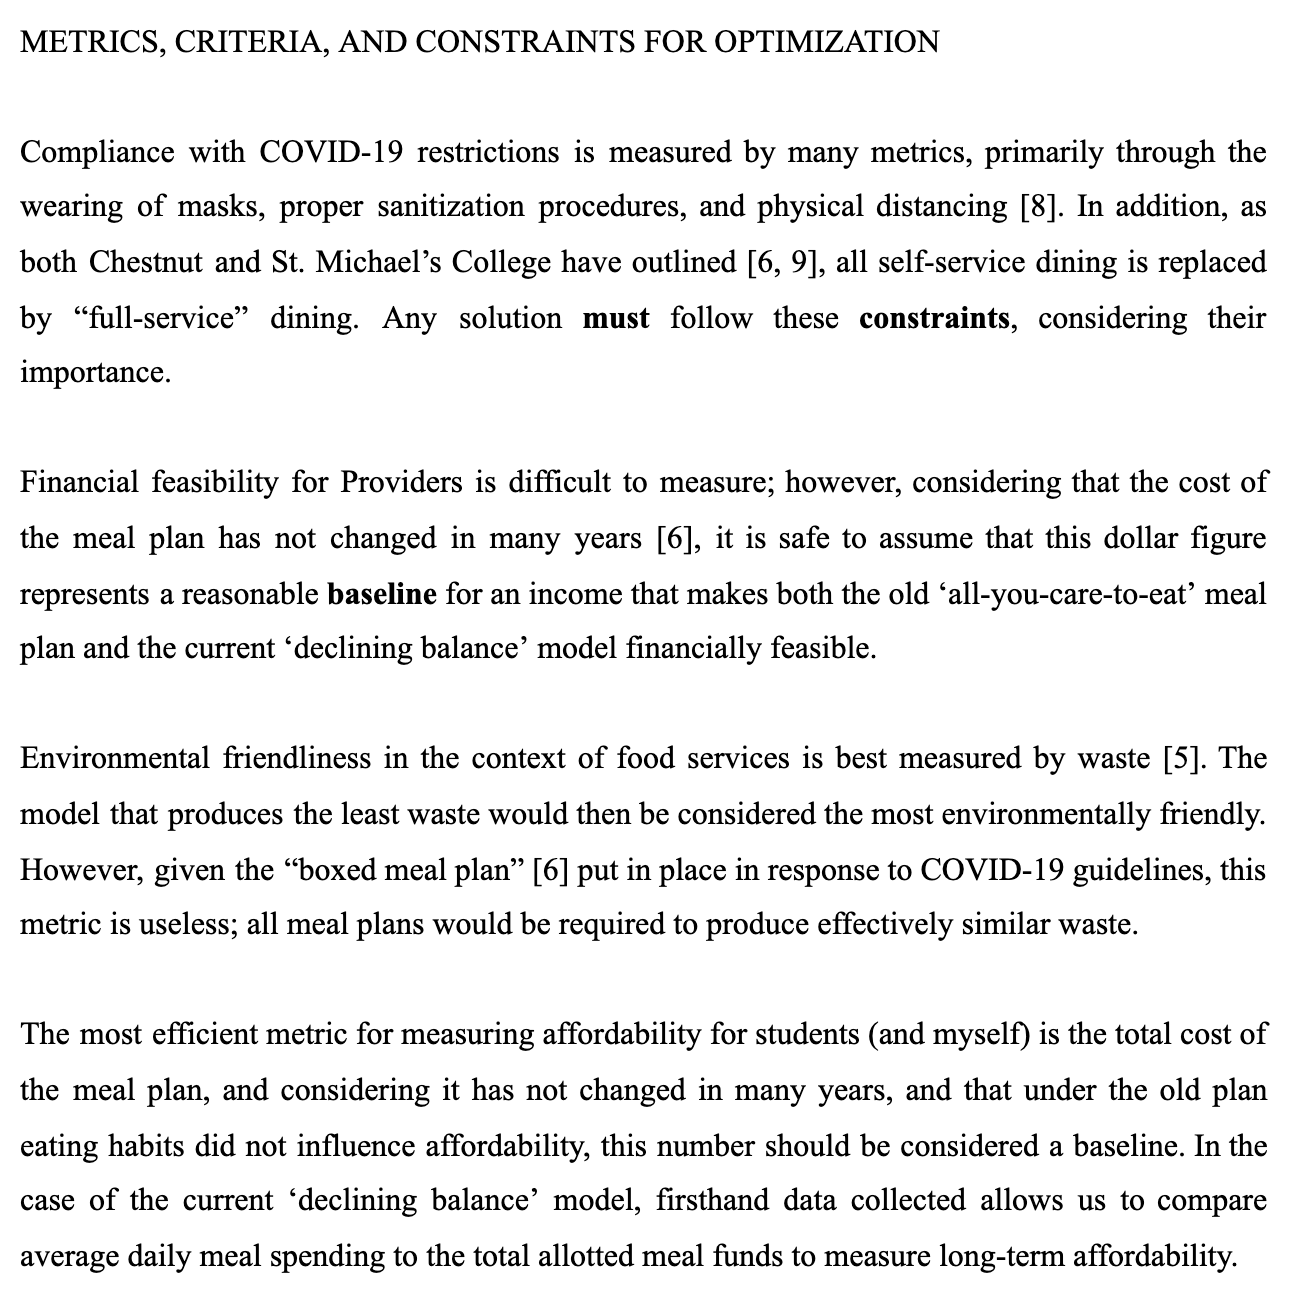 METRICS, CRITERIA, AND CONSTRAINTS FOR OPTIMIZATION
Compliance with COVID-19 restrictions is measured by many metrics, primarily through the
wearing of masks, proper sanitization procedures, and physical distancing [8]. In addition, as
both Chestnut and St. Michael’s College have outlined [6, 9], all self-service dining is replaced
by “full-service” dining. Any solution must follow these constraints, considering their
importance.
Financial feasibility for Providers is difficult to measure; however, considering that the cost of
the meal plan has not changed in many years [6], it is safe to assume that this dollar figure
represents a reasonable baseline for an income that makes both the old ‘all-you-care-to-eat’ meal
plan and the current ‘declining balance’ model financially feasible.
Environmental friendliness in the context of food services is best measured by waste [5]. The
model that produces the least waste would then be considered the most environmentally friendly.
However, given the “boxed meal plan” [6] put in place in response to COVID-19 guidelines, this
metric is useless; all meal plans would be required to produce effectively similar waste.
The most efficient metric for measuring affordability for students (and myself) is the total cost of
the meal plan, and considering it has not changed in many years, and that under the old plan
eating habits did not influence affordability, this number should be considered a baseline. In the
case of the current ‘declining balance’ model, firsthand data collected allows us to compare
average daily meal spending to the total allotted meal funds to measure long-term affordability.